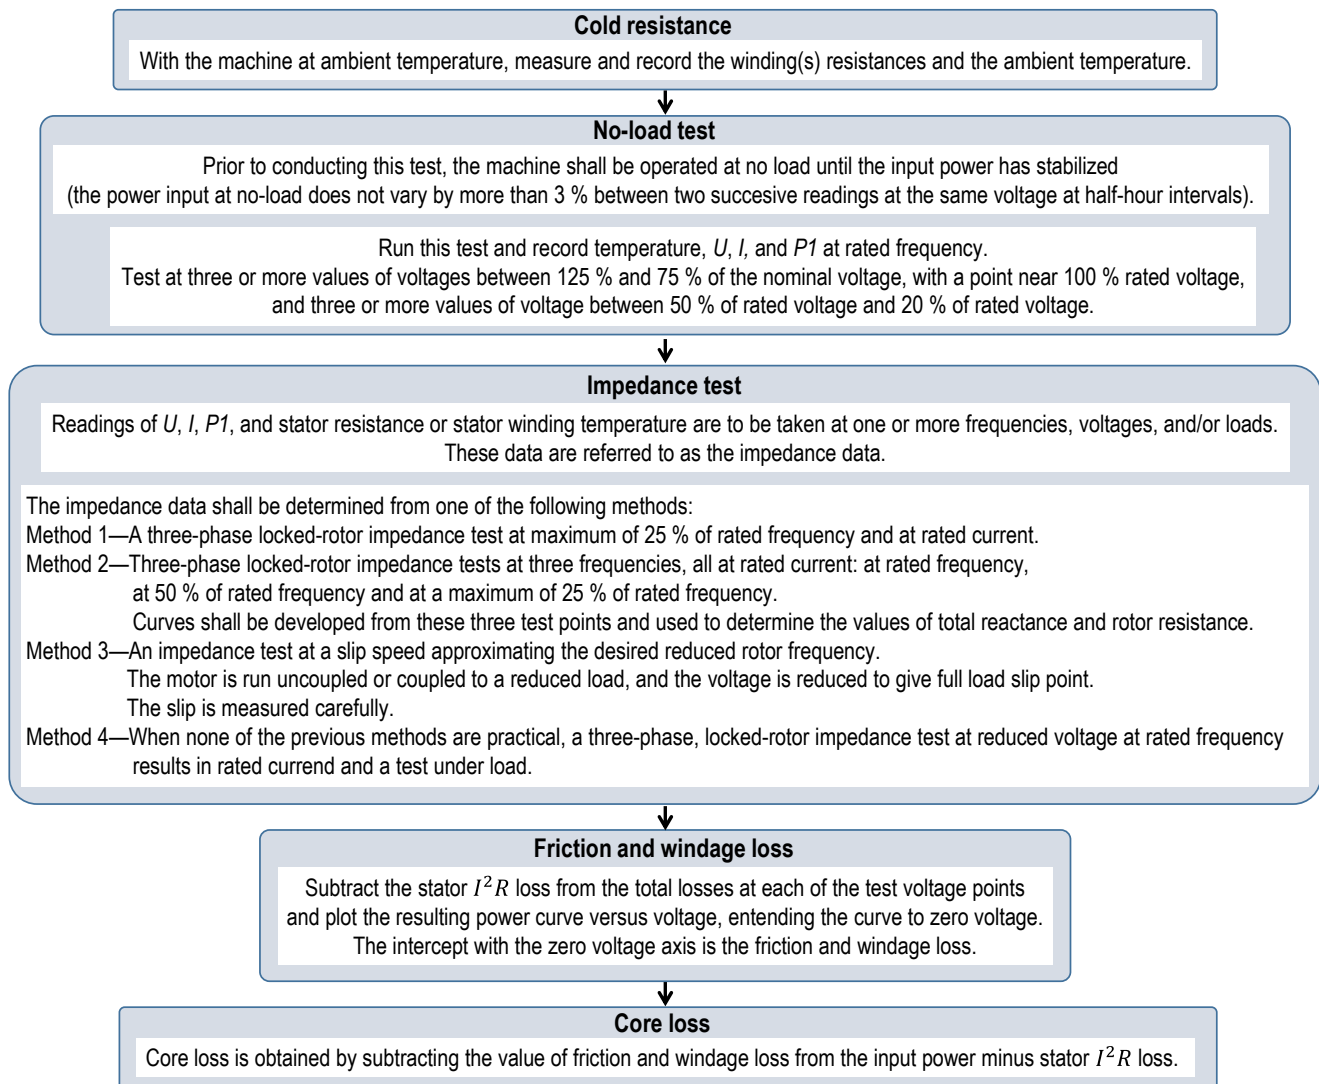 Cold resistance
With the machine at ambient temperature, measure and record the winding(s) resistances and the ambient temperature.
No-load test
Prior to conducting this test, the machine shall be operated at no load until the input power has stabilized
(the power input at no-load does not vary by more than 3 % between two succesive readings at the same voltage at half-hour intervals).
Run this test and record temperature, U, I, and P1 at rated frequency.
Test at three or more values of voltages between 125 % and 75 % of the nominal voltage, with a point near 100 % rated voltage,
and three or more values of voltage between 50 % of rated voltage and 20 % of rated voltage.
Impedance test
Readings of U, I, P1, and stator resistance or stator winding temperature are to be taken at one or more frequencies, voltages, and/or loads.
These data are referred to as the impedance data.
The impedance data shall be determined from one of the following methods:
Method 1—A three-phase locked-rotor impedance test at maximum of 25 % of rated frequency and at rated current.
Method 2—Three-phase locked-rotor impedance tests at three frequencies, all at rated current: at rated frequency,
at 50 % of rated frequency and at a maximum of 25 % of rated frequency.
Curves shall be developed from these three test points and used to determine the values of total reactance and rotor resistance.
Method 3—An impedance test at a slip speed approximating the desired reduced rotor frequency.
The motor is run uncoupled or coupled to a reduced load, and the voltage is reduced to give full load slip point.
The slip is measured carefully.
Method 4—When none of the previous methods are practical, a three-phase, locked-rotor impedance test at reduced voltage at rated frequency
results in rated currend and a test under load.
Friction and windage loss
Subtract the stator I²R loss from the total losses at each of the test voltage points
and plot the resulting power curve versus voltage, entending the curve to zero voltage.
The intercept with the zero voltage axis is the friction and windage loss.
Core loss
Core loss is obtained by subtracting the value of friction and windage loss from the input power minus stator I²R loss.